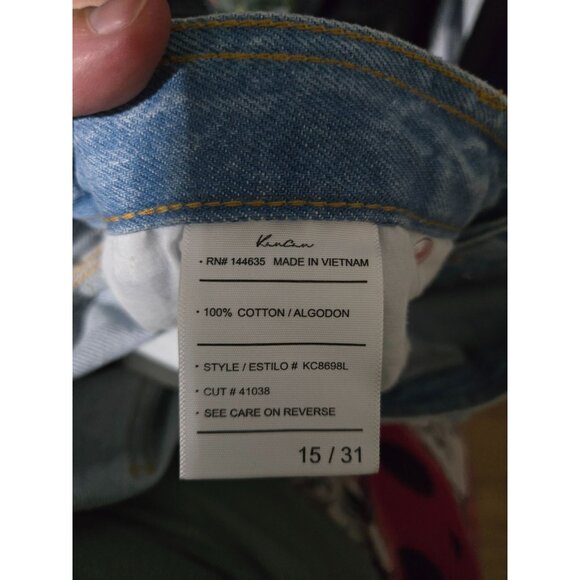 KanCan
• RN# 144635 MADE IN VIETNAM
• 100% COTTON / ALGODON
• STYLE / ESTILO # KC8698L
• CUT # 41038
• SEE CARE ON REVERSE
15 / 31